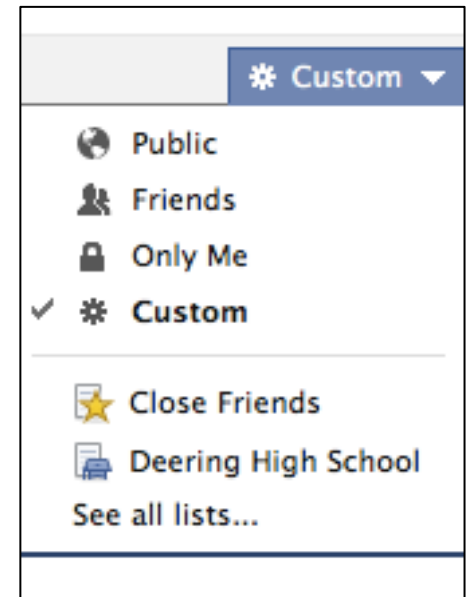 Custom
Public
Friends
Only Me
Custom
Close Friends
Deering High School
See all lists...